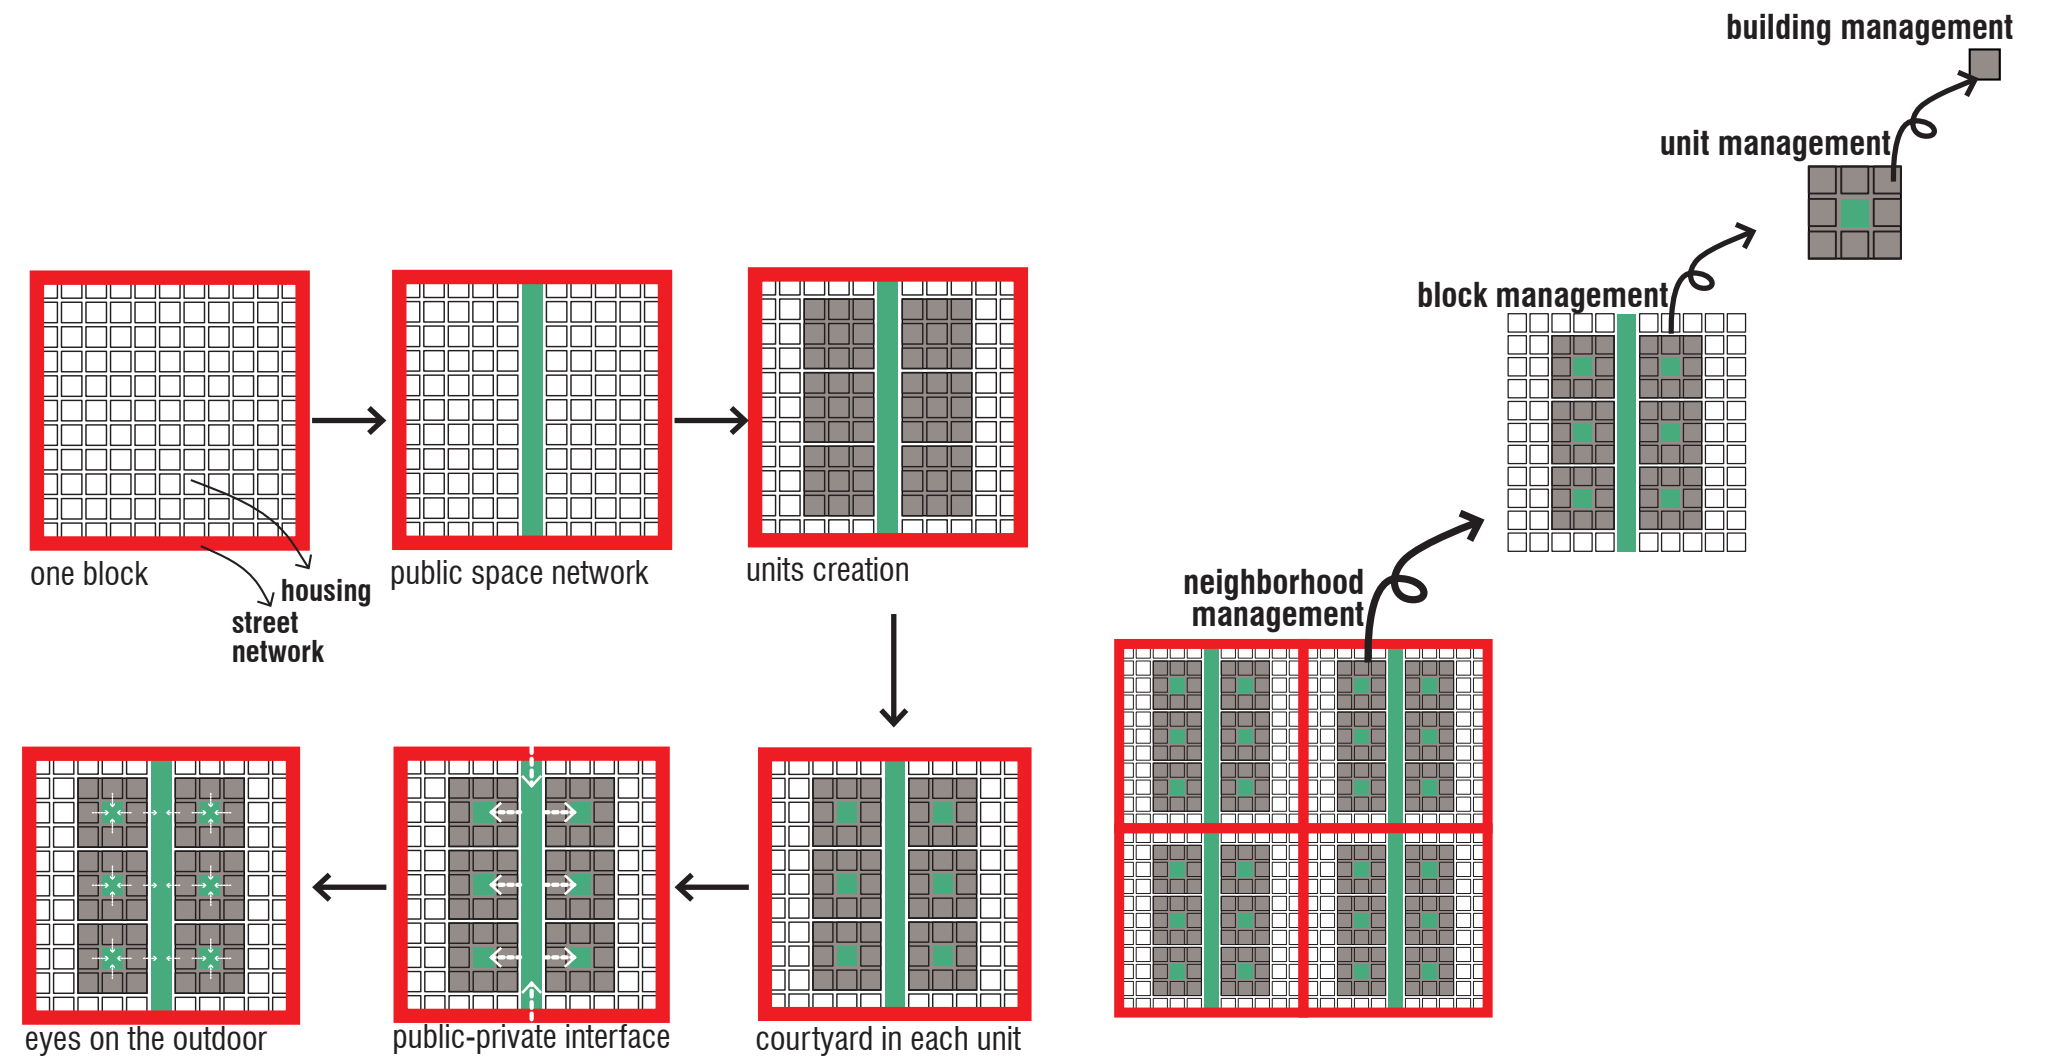 building management
unit management
block management
neighborhood
management
one block
housing
street
network
public space network
units creation
eyes on the outdoor
public-private interface
courtyard in each unit